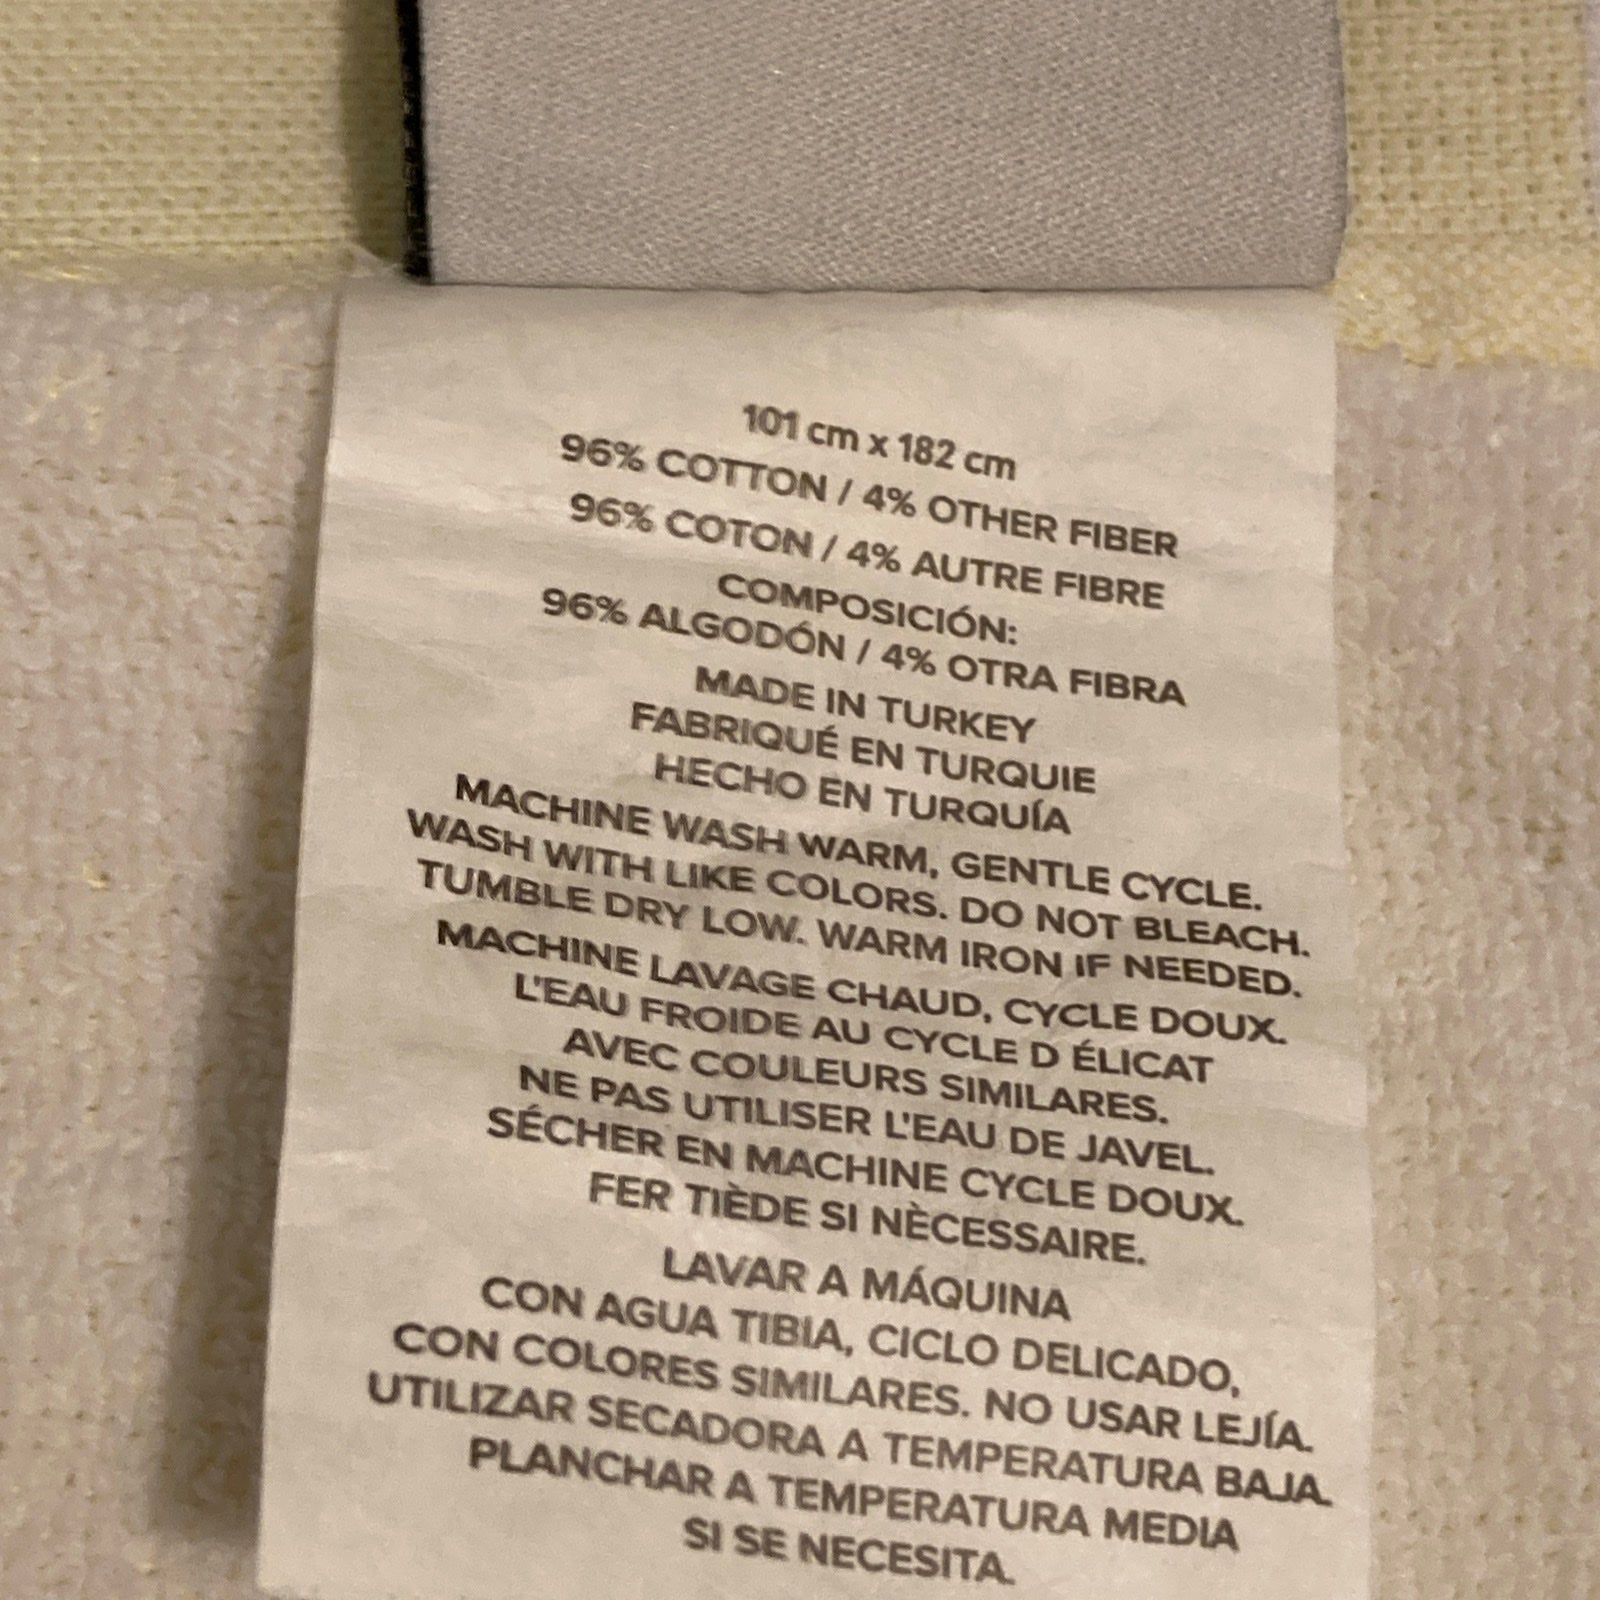 101 cm x 182 cm
96% COTTON / 4% OTHER FIBER
96% COTON / 4% AUTRE FIBRE
COMPOSICIÓN:
96% ALGODÓN / 4% OTRA FIBRA
MADE IN TURKEY
FABRIQUÉ EN TURQUIE
HECHO EN TURQUÍA
MACHINE WASH WARM, GENTLE CYCLE.
WASH WITH LIKE COLORS. DO NOT BLEACH.
TUMBLE DRY LOW. WARM IRON IF NEEDED.
MACHINE LAVAGE CHAUD, CYCLE DOUX.
L'EAU FROIDE AU CYCLE D ÉLICAT
AVEC COULEURS SIMILARES.
NE PAS UTILISER L'EAU DE JAVEL.
SÉCHER EN MACHINE CYCLE DOUX.
FER TIÈDE SI NÈCESSAIRE.
LAVAR A MÁQUINA
CON AGUA TIBIA, CICLO DELICADO,
CON COLORES SIMILARES. NO USAR LEJÍA.
UTILIZAR SECADORA A TEMPERATURA BAJA.
PLANCHAR A TEMPERATURA MEDIA
SI SE NECESITA.